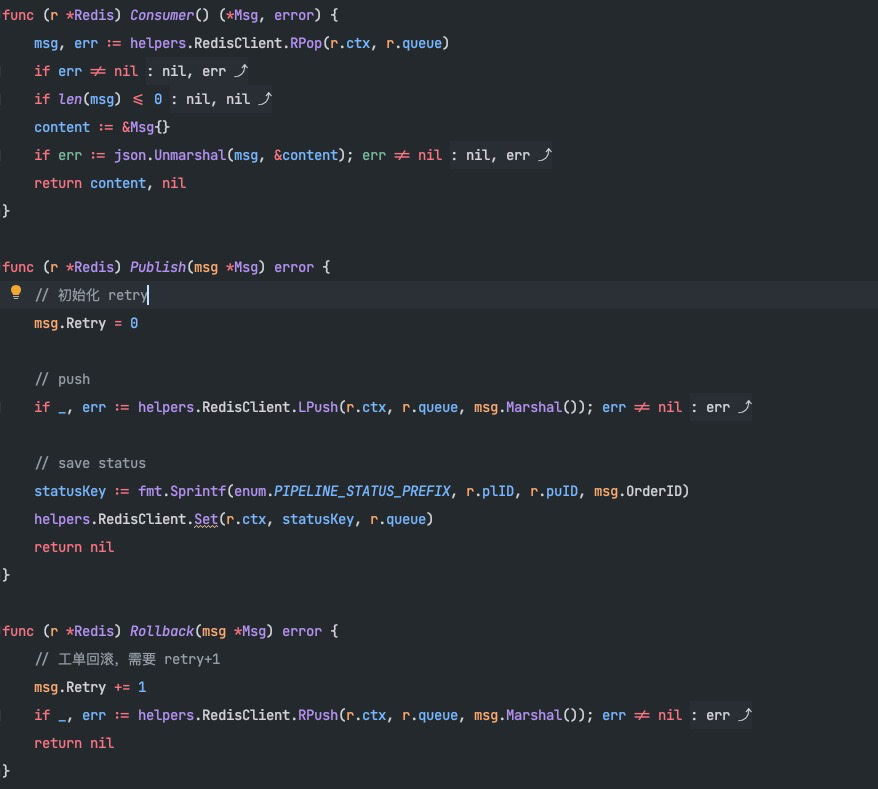 func (r *Redis) Consumer() (*Msg, error) {
    msg, err := helpers.RedisClient.RPop(r.ctx, r.queue)
    if err ≠ nil : nil, err ⤴
    if len(msg) ⩽ 0 : nil, nil ⤴
    content := &Msg{}
    if err := json.Unmarshal(msg, &content); err ≠ nil : nil, err ⤴
    return content, nil
}
func (r *Redis) Publish(msg *Msg) error {
    // 初始化 retry
    msg.Retry = 0
    // push
    if _, err := helpers.RedisClient.LPush(r.ctx, r.queue, msg.Marshal()); err ≠ nil : err ⤴
    // save status
    statusKey := fmt.Sprintf(enum.PIPELINE_STATUS_PREFIX, r.plID, r.puID, msg.OrderID)
    helpers.RedisClient.Set(r.ctx, statusKey, r.queue)
    return nil
}
func (r *Redis) Rollback(msg *Msg) error {
    // 工单回滚，需要 retry+1
    msg.Retry += 1
    if _, err := helpers.RedisClient.RPush(r.ctx, r.queue, msg.Marshal()); err ≠ nil : err ⤴
    return nil
}